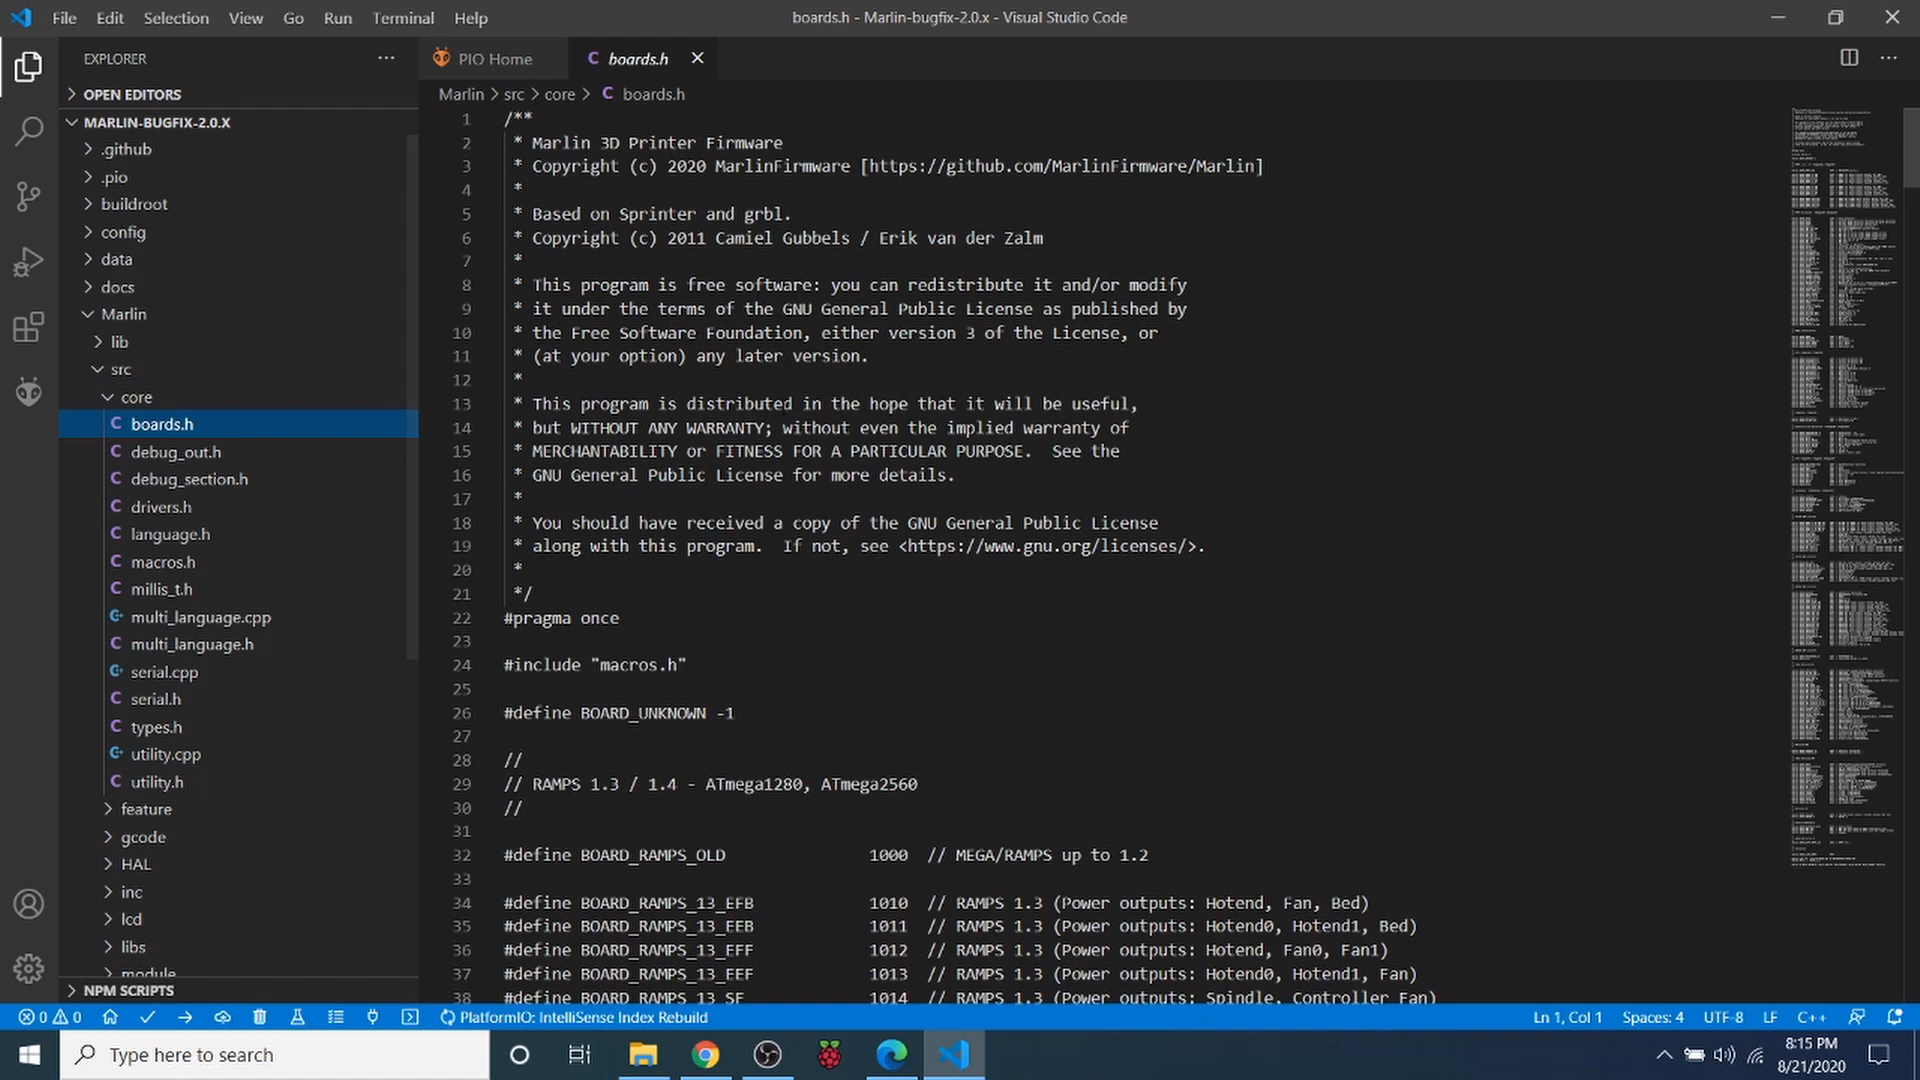 File Edit Selection View Go Run Terminal Help
boards.h - Marlin-bugfix-2.0.x - Visual Studio Code
EXPLORER
OPEN EDITORS
MARLIN-BUGFIX-2.0.X
.github
.pio
buildroot
config
data
docs
Marlin
lib
src
core
boards.h
debug_out.h
debug_section.h
drivers.h
language.h
macros.h
millis_t.h
multi_language.cpp
multi_language.h
serial.cpp
serial.h
types.h
utility.cpp
utility.h
feature
gcode
HAL
inc
lcd
libs
module
NPM SCRIPTS
PIO Home
boards.h
Marlin > src > core > boards.h
1 /**
2 * Marlin 3D Printer Firmware
3 * Copyright (c) 2020 MarlinFirmware [https://github.com/MarlinFirmware/Marlin]
4 *
5 * Based on Sprinter and grbl.
6 * Copyright (c) 2011 Camiel Gubbels / Erik van der Zalm
7 *
8 * This program is free software: you can redistribute it and/or modify
9 * it under the terms of the GNU General Public License as published by
10 * the Free Software Foundation, either version 3 of the License, or
11 * (at your option) any later version.
12 *
13 * This program is distributed in the hope that it will be useful,
14 * but WITHOUT ANY WARRANTY; without even the implied warranty of
15 * MERCHANTABILITY or FITNESS FOR A PARTICULAR PURPOSE.  See the
16 * GNU General Public License for more details.
17 *
18 * You should have received a copy of the GNU General Public License
19 * along with this program.  If not, see <https://www.gnu.org/licenses/>.
20 *
21 */
22 #pragma once
23
24 #include "macros.h"
25
26 #define BOARD_UNKNOWN -1
27
28 //
29 // RAMPS 1.3 / 1.4 - ATmega1280, ATmega2560
30 //
31
32 #define BOARD_RAMPS_OLD 1000 // MEGA/RAMPS up to 1.2
33
34 #define BOARD_RAMPS_13_EFB 1010 // RAMPS 1.3 (Power outputs: Hotend, Fan, Bed)
35 #define BOARD_RAMPS_13_EEB 1011 // RAMPS 1.3 (Power outputs: Hotend0, Hotend1, Bed)
36 #define BOARD_RAMPS_13_EFF 1012 // RAMPS 1.3 (Power outputs: Hotend, Fan0, Fan1)
37 #define BOARD_RAMPS_13_EEF 1013 // RAMPS 1.3 (Power outputs: Hotend0, Hotend1, Fan)
38 #define BOARD_RAMPS_13_SF 1014 // RAMPS 1.3 (Power outputs: Spindle, Controller Fan)
0 0 PlatformIO: IntelliSense Index Rebuild Ln 1, Col 1 Spaces: 4 UTF-8 LF C++
Type here to search
8:15 PM
8/21/2020